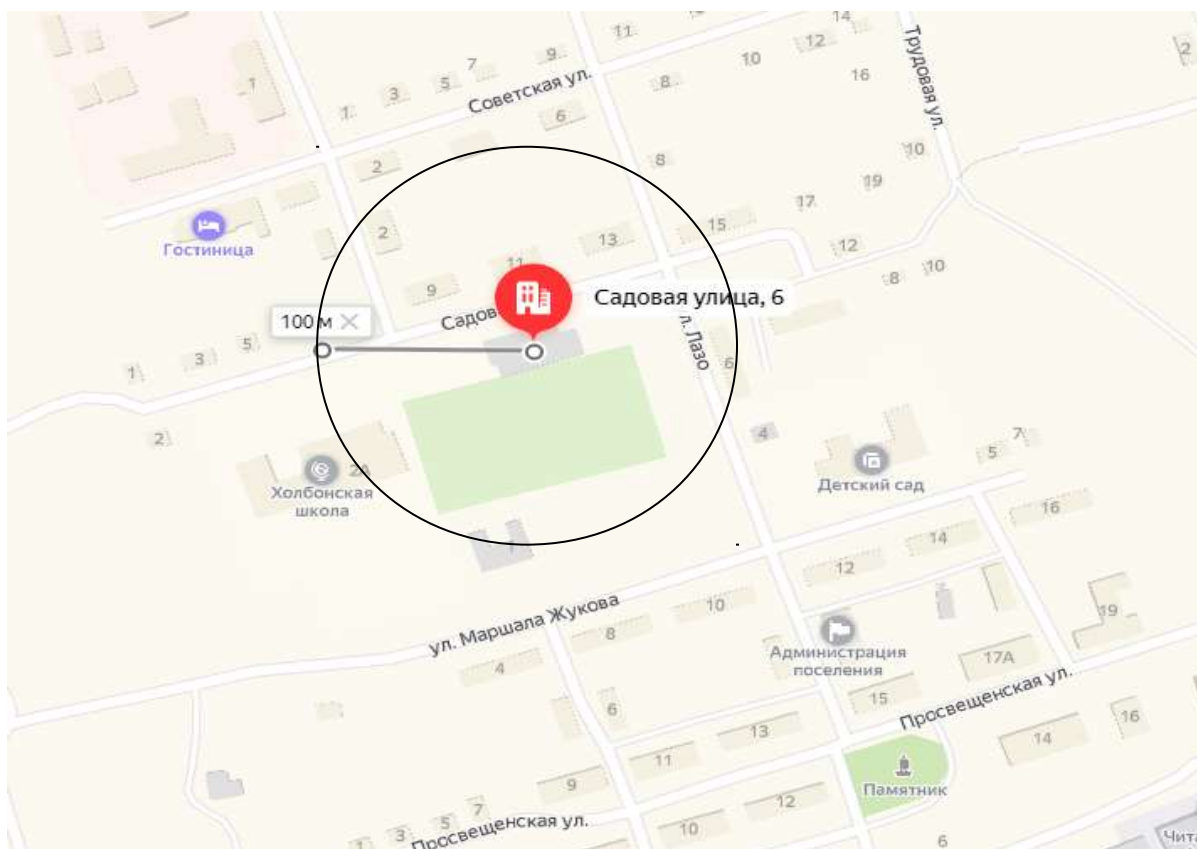 11
14
12
9
7
5
3
1
1
Советская ул.
8
10
16
Трудовая ул.
2
6
2
8
10
19
17
15
Гостиница
2
13
11
12
8
10
9
Садовая улица, 6
100 м
Садов
л. Лазо
5
3
1
6
2
4
7
5
Детский сад
2А
Холбонская
школа
16
14
12
ул. Маршала Жукова
10
8
19
4
Администрация
поселения
17А
15
Просвещенская ул.
6
16
14
13
11
Памятник
9
12
7
5
3
1
Просвещенская ул.
10
6
Чита